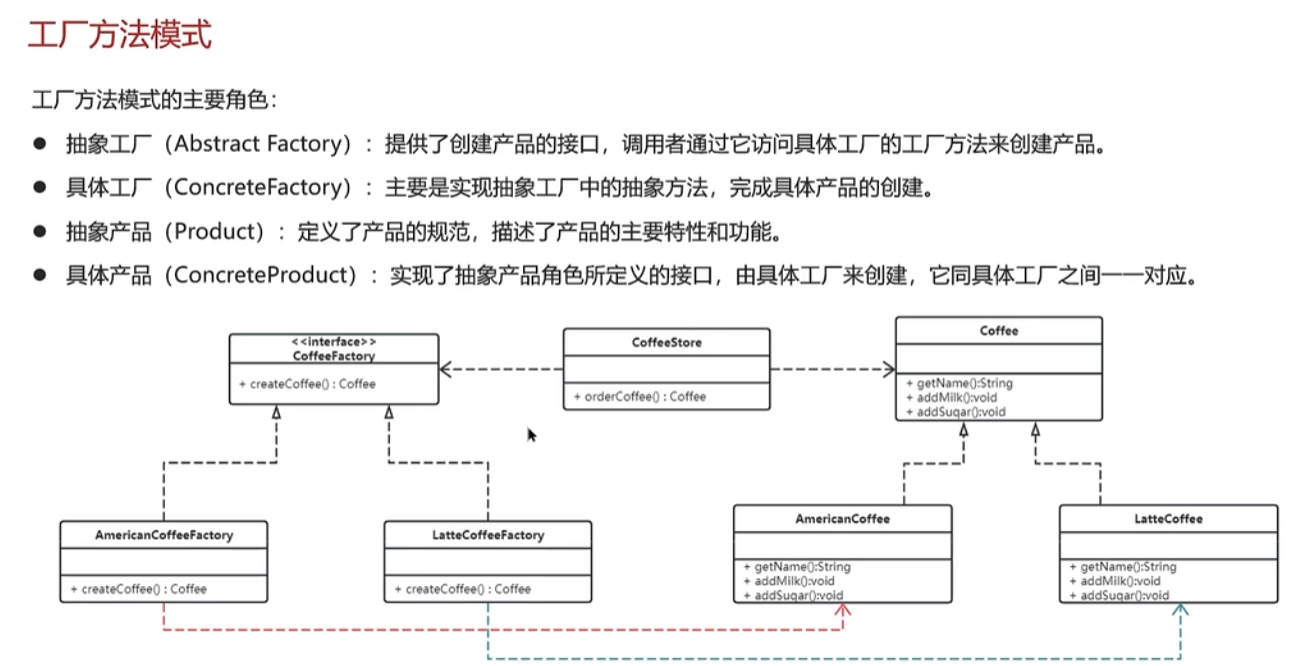 工厂方法模式
工厂方法模式的主要角色：
● 抽象工厂（Abstract Factory）：提供了创建产品的接口，调用者通过它访问具体工厂的工厂方法来创建产品。
● 具体工厂（ConcreteFactory）：主要是实现抽象工厂中的抽象方法，完成具体产品的创建。
● 抽象产品（Product）：定义了产品的规范，描述了产品的主要特性和功能。
● 具体产品（ConcreteProduct）：实现了抽象产品角色所定义的接口，由具体工厂来创建，它同具体工厂之间一一对应。
<<interface>>
CoffeeFactory
+ createCoffee() : Coffee
CoffeeStore
+ orderCoffee() : Coffee
Coffee
+ getName():String
+ addMilk():void
+ addSugar():void
AmericanCoffeeFactory
+ createCoffee() : Coffee
LatteCoffeeFactory
+ createCoffee() : Coffee
AmericanCoffee
+ getName():String
+ addMilk():void
+ addSugar():void
LatteCoffee
+ getName():String
+ addMilk():void
+ addSugar():void